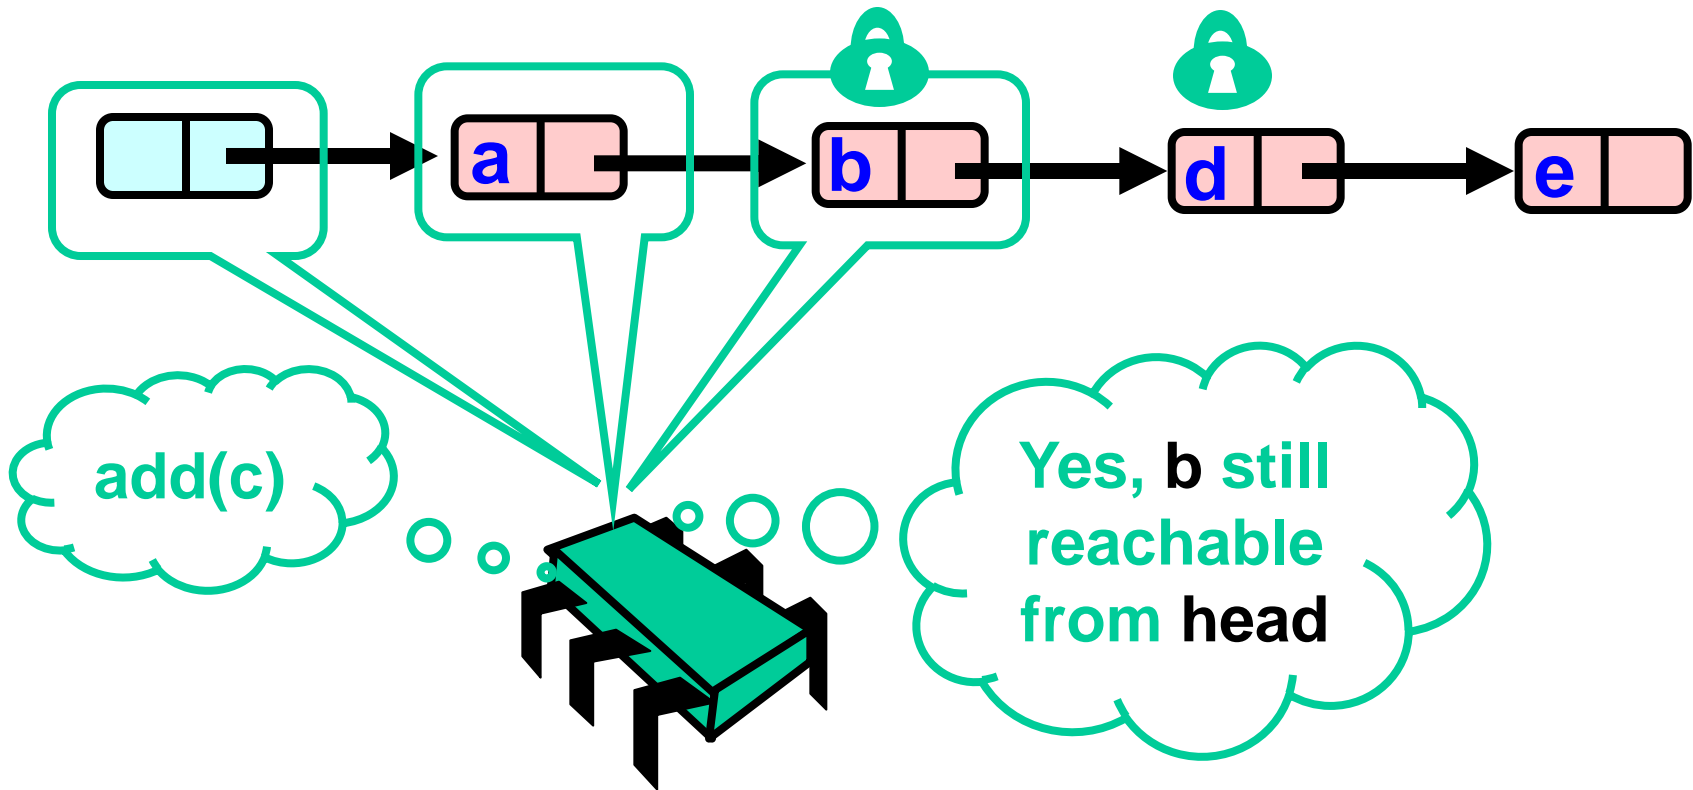 a
b
d
e
add(c)
Yes, b still
reachable
from head